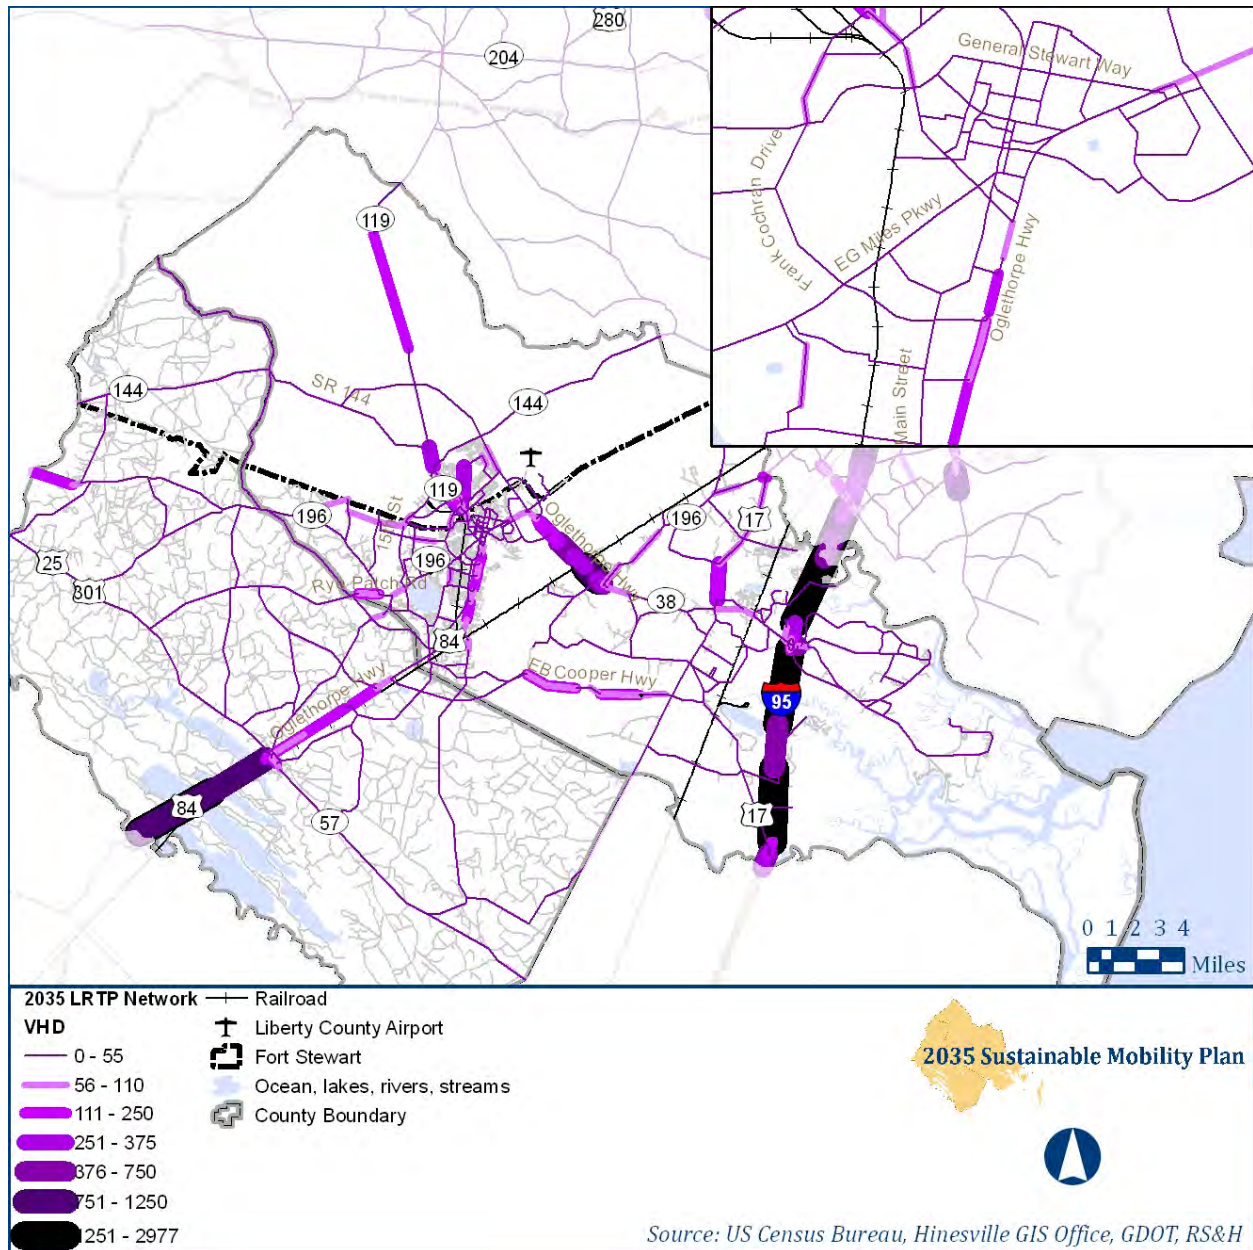 280
204
General Stewart Way
Frank Cochran Drive
EG Miles Pkwy
Oglethorpe Hwy
Main Street
119
144
SR 144
144
119
196
15th St
196
Oglethorpe Hwy
196
17
25
301
Rye Patch Rd
38
84
EB Cooper Hwy
Oglethorpe Hwy
95
84
57
17
0 1 2 3 4
Miles
2035 LRTP Network
VHD
0 - 55
56 - 110
111 - 250
251 - 375
376 - 750
751 - 1250
1251 - 2977
Railroad
Liberty County Airport
Fort Stewart
Ocean, lakes, rivers, streams
County Boundary
2035 Sustainable Mobility Plan
Source: US Census Bureau, Hinesville GIS Office, GDOT, RS&H